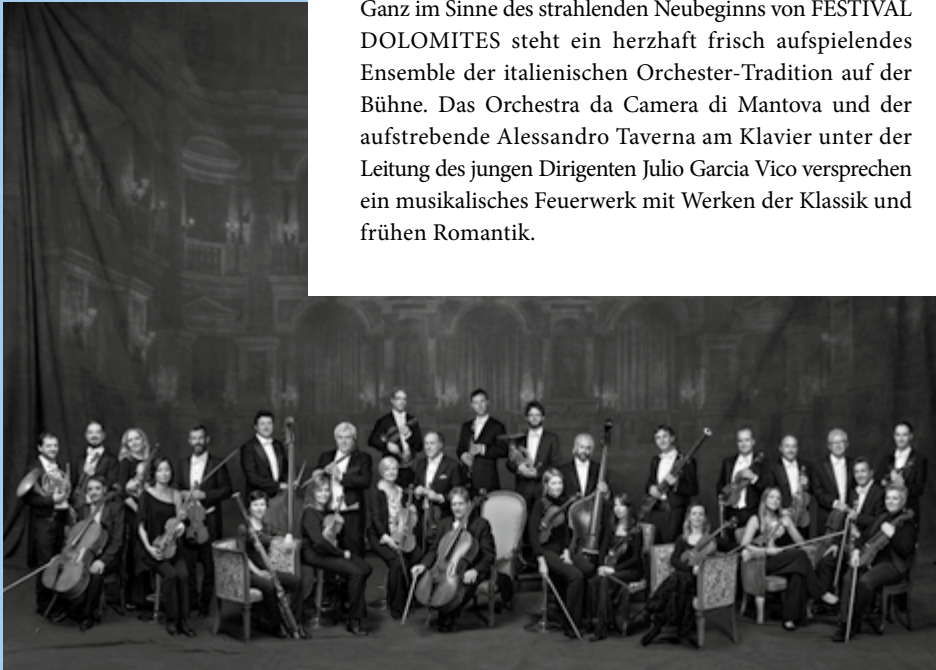 Ganz im Sinne des strahlenden Neubeginns von FESTIVAL
DOLOMITES steht ein herzhaft frisch aufspielendes
Ensemble der italienischen Orchester-Tradition auf der
Bühne. Das Orchestra da Camera di Mantova und der
aufstrebende Alessandro Taverna am Klavier unter der
Leitung des jungen Dirigenten Julio Garcia Vico versprechen
ein musikalisches Feuerwerk mit Werken der Klassik und
frühen Romantik.